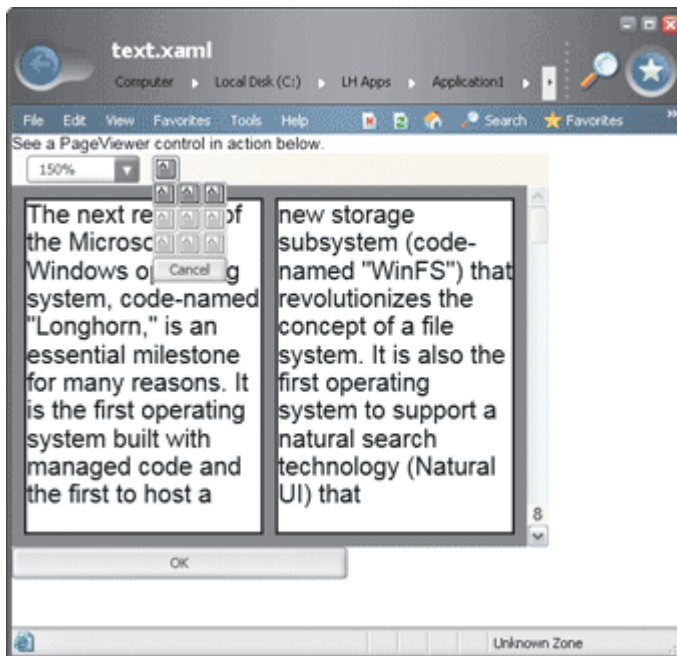 text.xaml
Computer Local Disk (C:) LH Apps Application1
File Edit View Favorites Tools Help Search Favorites »
See a PageViewer control in action below.
150%
Cancel
The next re of
the Microso
Windows o g
system, code-named
"Longhorn," is an
essential milestone
for many reasons. It
is the first operating
system built with
managed code and
the first to host a
new storage
subsystem (code-
named "WinFS") that
revolutionizes the
concept of a file
system. It is also the
first operating
system to support a
natural search
technology (Natural
UI) that
8
OK
Unknown Zone